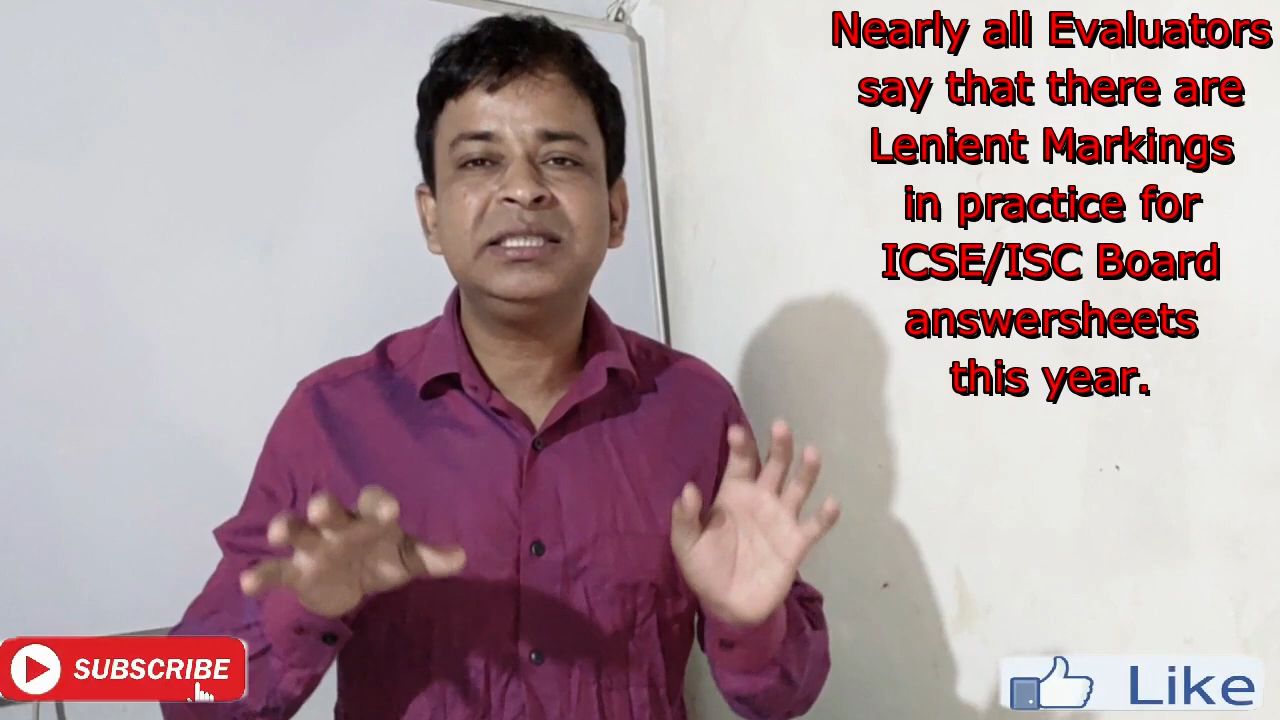 Nearly all Evaluators
say that there are
Lenient Markings
in practice for
ICSE/ISC Board
answersheets
this year.
SUBSCRIBE
Like